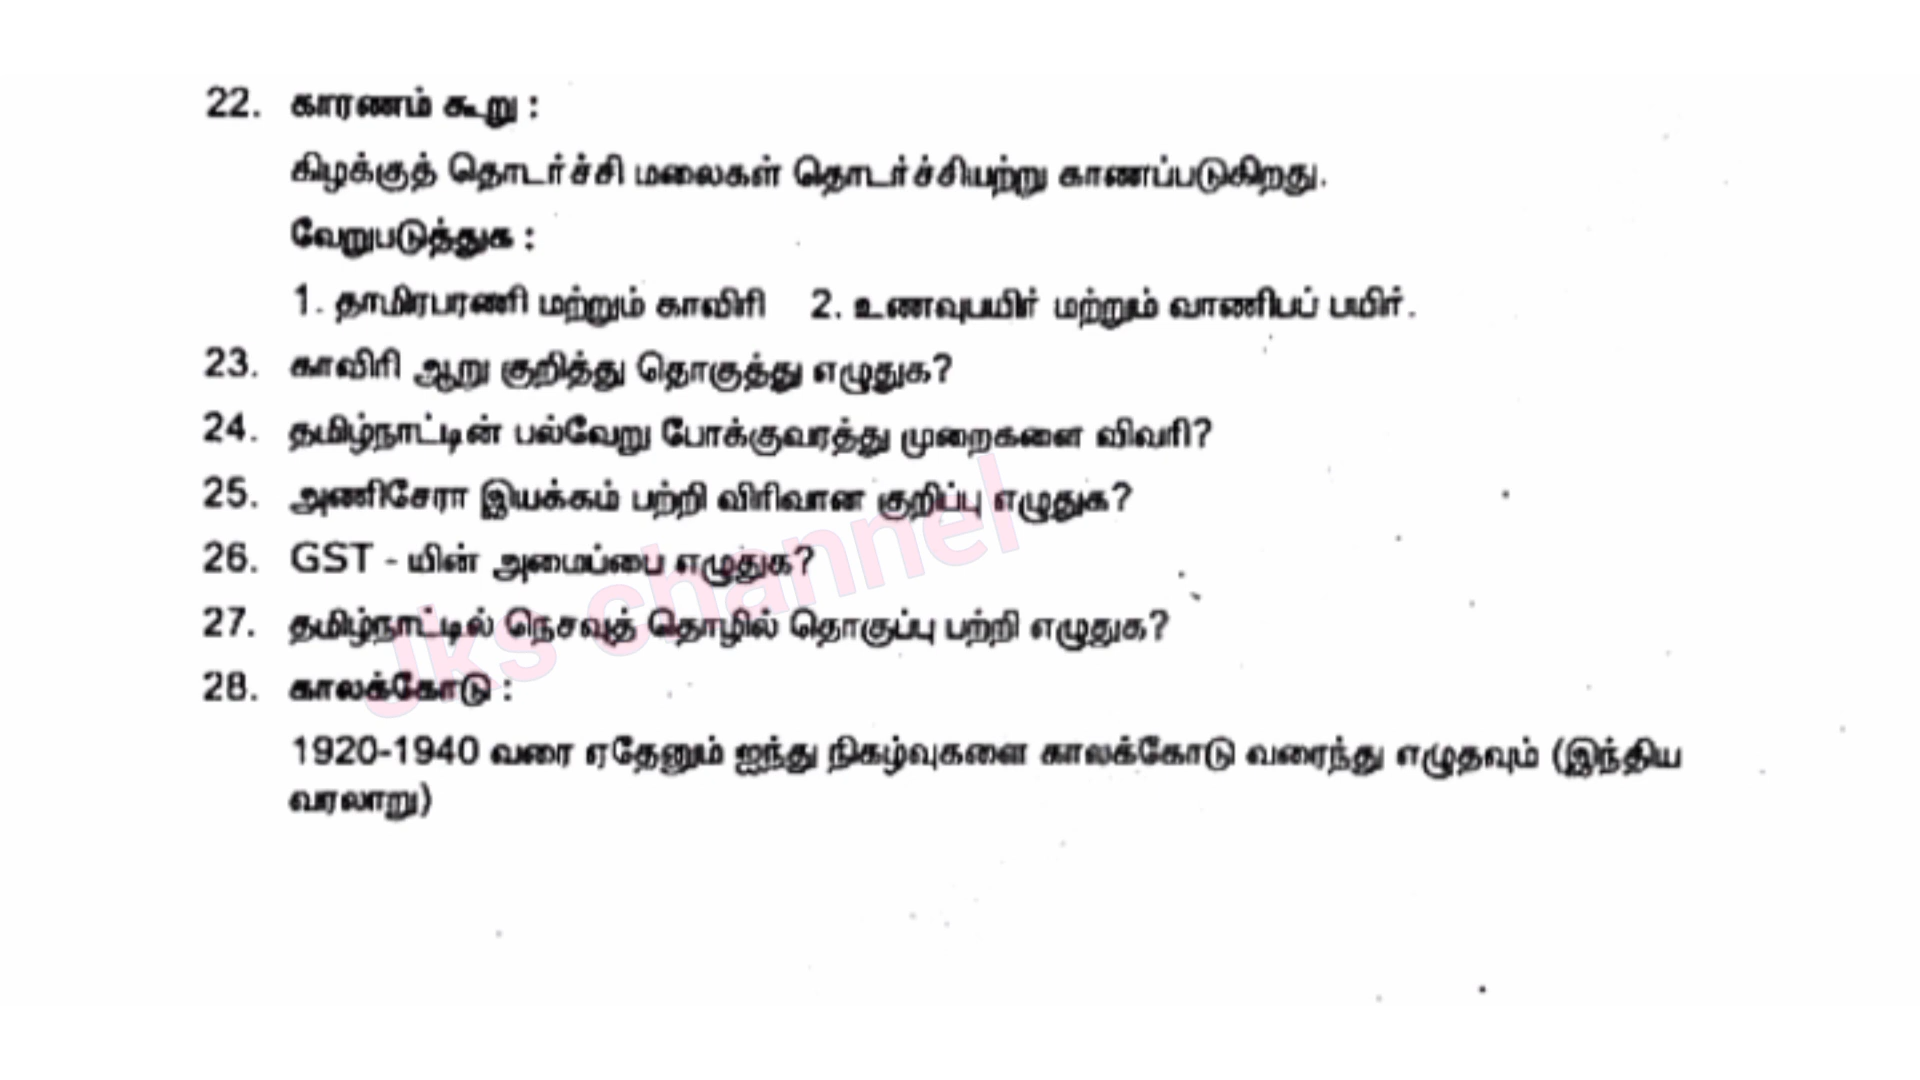 22. காரணம் கூறு :
கிழக்குத் தொடர்ச்சி மலைகள் தொடர்ச்சியற்று காணப்படுகிறது.
வேறுபடுத்துக :
1. தாமிரபரணி மற்றும் காவிரி 2. உணவுபயிர் மற்றும் வாணிபப் பயிர்.
23. காவிரி ஆறு குறித்து தொகுத்து எழுதுக?
24. தமிழ்நாட்டின் பல்வேறு போக்குவரத்து முறைகளை விவரி?
25. அணிசேரா இயக்கம் பற்றி விரிவான குறிப்பு எழுதுக?
26. GST - யின் அமைப்பை எழுதுக?
27. தமிழ்நாட்டில் நெசவுத் தொழில் தொகுப்பு பற்றி எழுதுக?
28. காலக்கோடு :
1920-1940 வரை ஏதேனும் ஐந்து நிகழ்வுகளை காலக்கோடு வரைந்து எழுதவும் (இந்திய
வரலாறு)
Jks channel